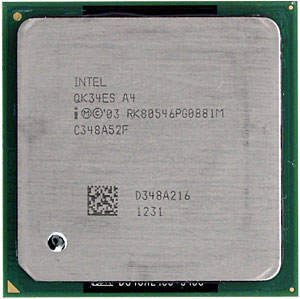 INTEL
QK34ES A4
i Ⓜ©'03 RK80546PG0881M
C348A52F
D348A216
1231